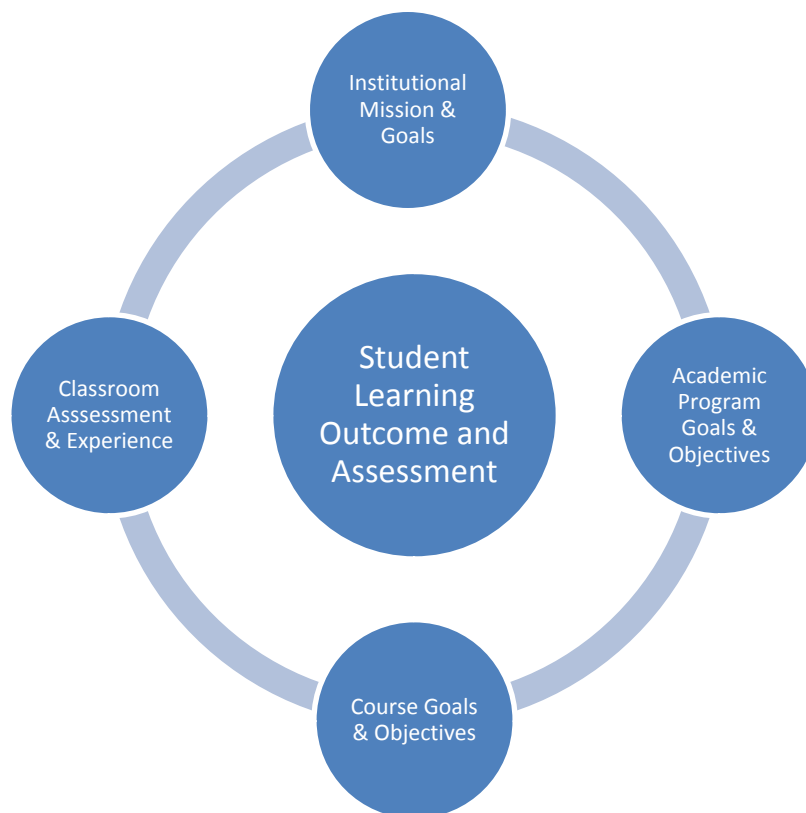 Institutional
Mission &
Goals
Student
Learning
Outcome and
Assessment
Academic
Program
Goals &
Objectives
Classroom
Asssessment
& Experience
Course Goals
& Objectives